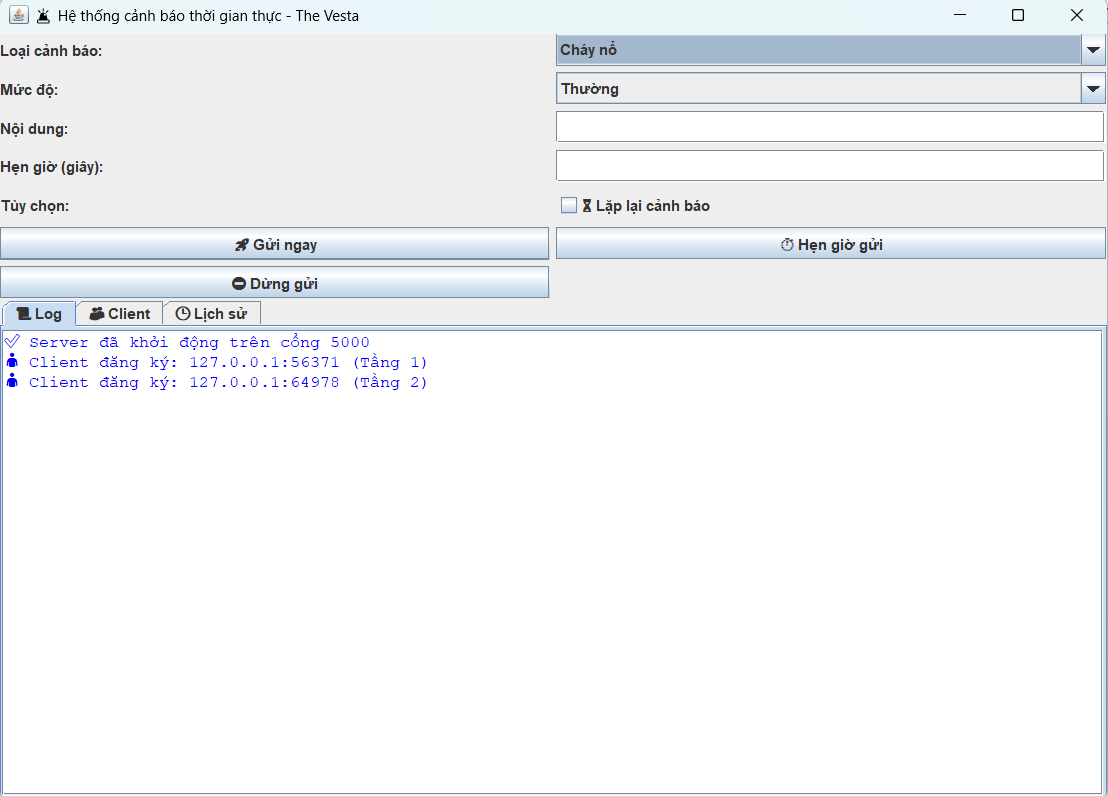 Hệ thống cảnh báo thời gian thực - The Vesta
Loại cảnh báo: Cháy nổ
Mức độ: Thường
Nội dung:
Hẹn giờ (giây):
Tùy chọn: Lặp lại cảnh báo
Gửi ngay Hẹn giờ gửi
Dừng gửi
Log Client Lịch sử
Server đã khởi động trên cổng 5000
Client đăng ký: 127.0.0.1:56371 (Tầng 1)
Client đăng ký: 127.0.0.1:64978 (Tầng 2)